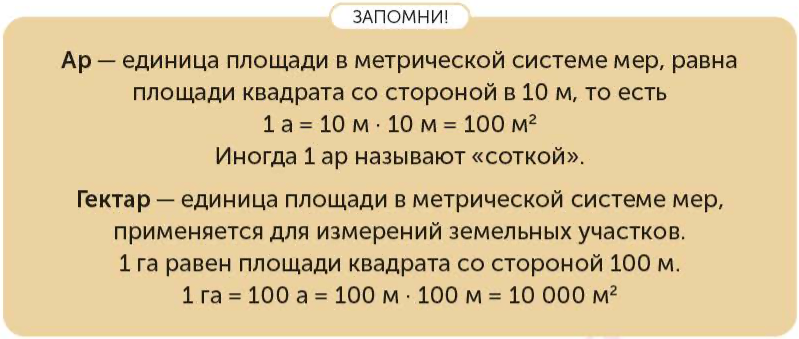 ЗАПОМНИ!
Ар — единица площади в метрической системе мер, равна
площади квадрата со стороной в 10 м, то есть
1 а = 10 м · 10 м = 100 м²
Иногда 1 ар называют «соткой».
Гектар — единица площади в метрической системе мер,
применяется для измерений земельных участков.
1 га равен площади квадрата со стороной 100 м.
1 га = 100 а = 100 м · 100 м = 10 000 м²